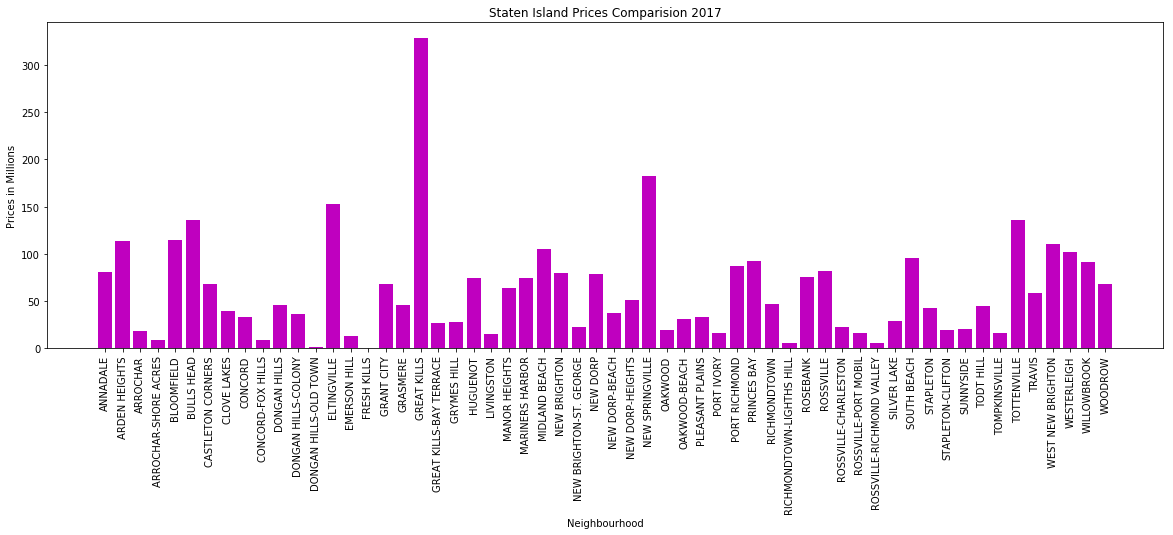 Staten Island Prices Comparision 2017
Prices in Millions
300
250
200
150
100
50
0
ANNADALE
ARDEN HEIGHTS
ARROCHAR
ARROCHAR-SHORE ACRES
BLOOMFIELD
BULLS HEAD
CASTLETON CORNERS
CLOVE LAKES
CONCORD
CONCORD-FOX HILLS
DONGAN HILLS
DONGAN HILLS-COLONY
DONGAN HILLS-OLD TOWN
ELTINGVILLE
EMERSON HILL
FRESH KILLS
GRANT CITY
GRASMERE
GREAT KILLS
GREAT KILLS-BAY TERRACE
GRYMES HILL
HUGUENOT
LIVINGSTON
MANOR HEIGHTS
MARINERS HARBOR
MIDLAND BEACH
NEW BRIGHTON
NEW BRIGHTON-ST. GEORGE
NEW DORP
NEW DORP-BEACH
NEW DORP-HEIGHTS
NEW SPRINGVILLE
OAKWOOD
OAKWOOD-BEACH
PLEASANT PLAINS
PORT IVORY
PORT RICHMOND
PRINCES BAY
RICHMONDTOWN
RICHMONDTOWN-LIGHTHS HILL
ROSEBANK
ROSSVILLE
ROSSVILLE-CHARLESTON
ROSSVILLE-PORT MOBIL
ROSSVILLE-RICHMOND VALLEY
SILVER LAKE
SOUTH BEACH
STAPLETON
STAPLETON-CLIFTON
SUNNYSIDE
TODT HILL
TOMPKINSVILLE
TOTTENVILLE
TRAVIS
WEST NEW BRIGHTON
WESTERLEIGH
WILLOWBROOK
WOODROW
Neighbourhood